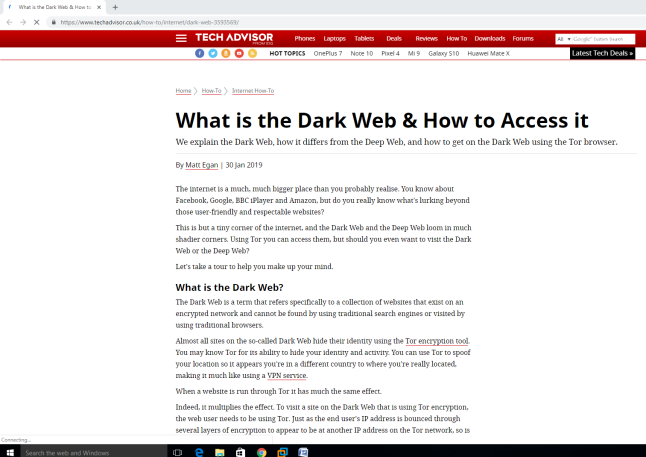 What is the Dark Web & How to
https://www.techadvisor.co.uk/how-to/internet/dark-web-3593569/
TECH ADVISOR
FROM IDG
Phones Laptops Tablets Deals Reviews How To Downloads Forums
All
HOT TOPICS OnePlus 7 Note 10 Pixel 4 Mi 9 Galaxy S10 Huawei Mate X
Latest Tech Deals »
Home How-To Internet How-To
What is the Dark Web & How to Access it
We explain the Dark Web, how it differs from the Deep Web, and how to get on the Dark Web using the Tor browser.
By Matt Egan | 30 Jan 2019
The internet is a much, much bigger place than you probably realise. You know about
Facebook, Google, BBC iPlayer and Amazon, but do you really know what's lurking beyond
those user-friendly and respectable websites?
This is but a tiny corner of the internet, and the Dark Web and the Deep Web loom in much
shadier corners. Using Tor you can access them, but should you even want to visit the Dark
Web or the Deep Web?
Let's take a tour to help you make up your mind.
What is the Dark Web?
The Dark Web is a term that refers specifically to a collection of websites that exist on an
encrypted network and cannot be found by using traditional search engines or visited by
using traditional browsers.
Almost all sites on the so-called Dark Web hide their identity using the Tor encryption tool.
You may know Tor for its ability to hide your identity and activity. You can use Tor to spoof
your location so it appears you're in a different country to where you're really located,
making it much like using a VPN service.
When a website is run through Tor it has much the same effect.
Indeed, it multiplies the effect. To visit a site on the Dark Web that is using Tor encryption,
the web user needs to be using Tor. Just as the end user's IP address is bounced through
several layers of encryption to appear to be at another IP address on the Tor network, so is
Connecting...
Search the web and Windows